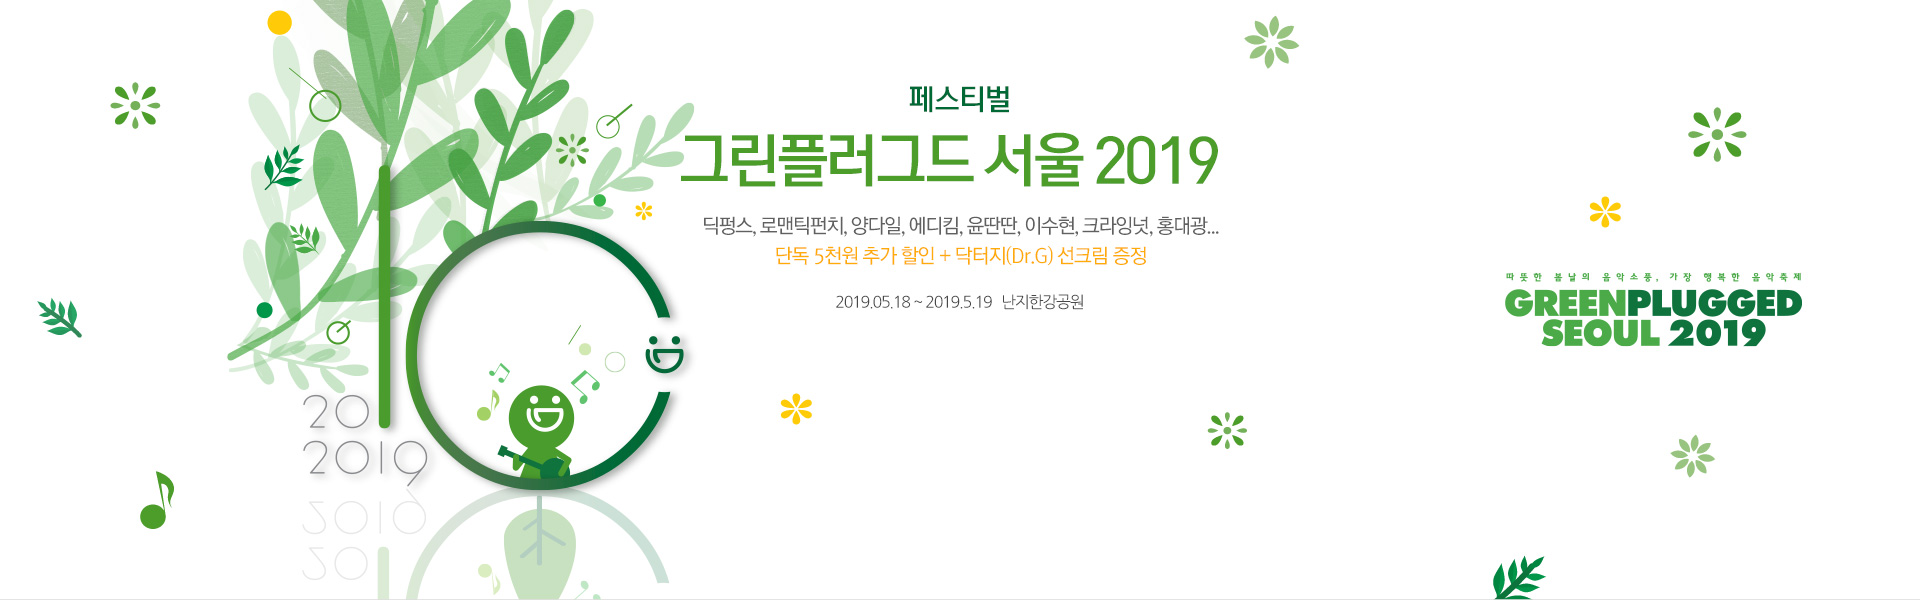 페스티벌
그린플러그드 서울 2019
딕펑스, 로맨틱펀치, 양다일, 에디킴, 윤딴딴, 이수현, 크라잉넛, 홍대광...
단독 5천원 추가 할인 + 닥터지(Dr.G) 선크림 증정
2019.05.18 ~ 2019.5.19 난지한강공원
10
20
2019
따뜻한 봄날의 음악소풍, 가장 행복한 음악축제
GREENPLUGGED
SEOUL 2019